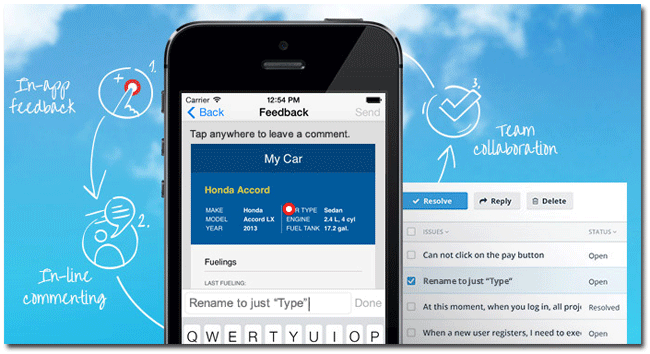 1.
In-app
feedback
2.
In-line
commenting
Carrier 12:54 PM
Back Feedback Send
Tap anywhere to leave a comment.
My Car
Honda Accord
MAKE Honda R TYPE Sedan
MODEL Accord LX ENGINE 2.4 L, 4 cyl
YEAR 2013 FUEL TANK 17.2 gal.
Fuelings
LAST FUELING:
Rename to just “Type” Done
Q W E R T Y U I O P
3.
Team
collaboration
Resolve Reply Delete
ISSUES STATUS
Can not click on the pay button Open
Rename to just “Type” Open
At this moment, when you log in, all proje Resolved
When a new user registers, I need to exec Open